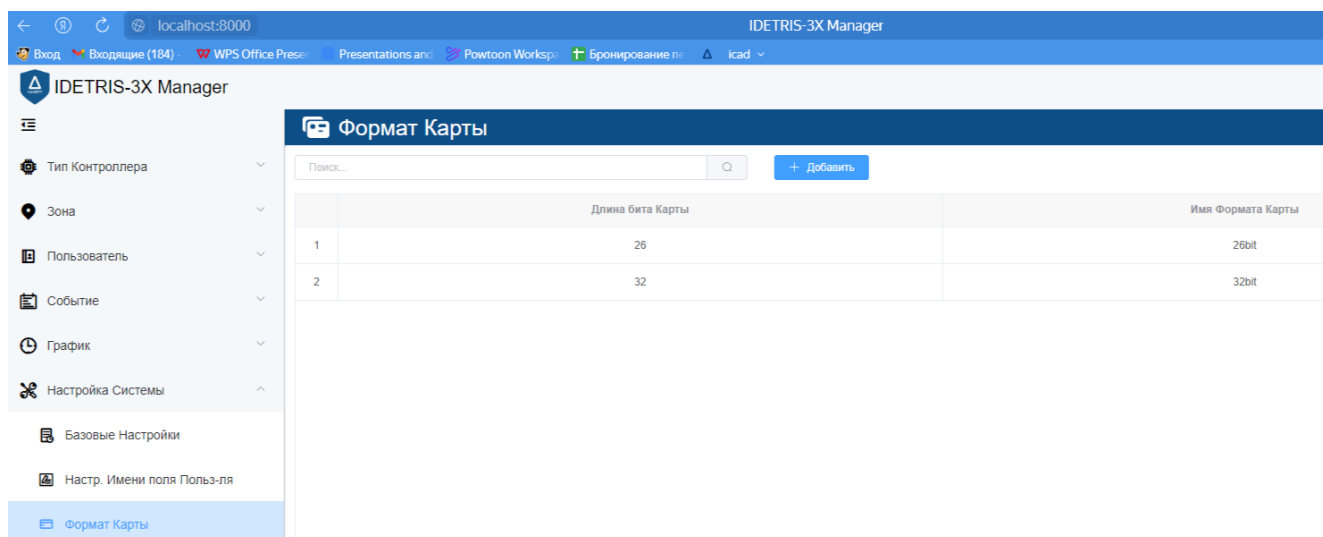 localhost:8000 IDETRIS-3X Manager
Вход Входящие (184) - WPS Office Preser Presentations and Powtoon Workspa Бронирование пе icad
IDETRIS-3X Manager
Формат Карты
Поиск... + Добавить
Длина бита Карты Имя Формата Карты
1 26 26bit
2 32 32bit
Тип Контроллера
Зона
Пользователь
Событие
График
Настройка Системы
Базовые Настройки
Настр. Имени поля Польз-ля
Формат Карты